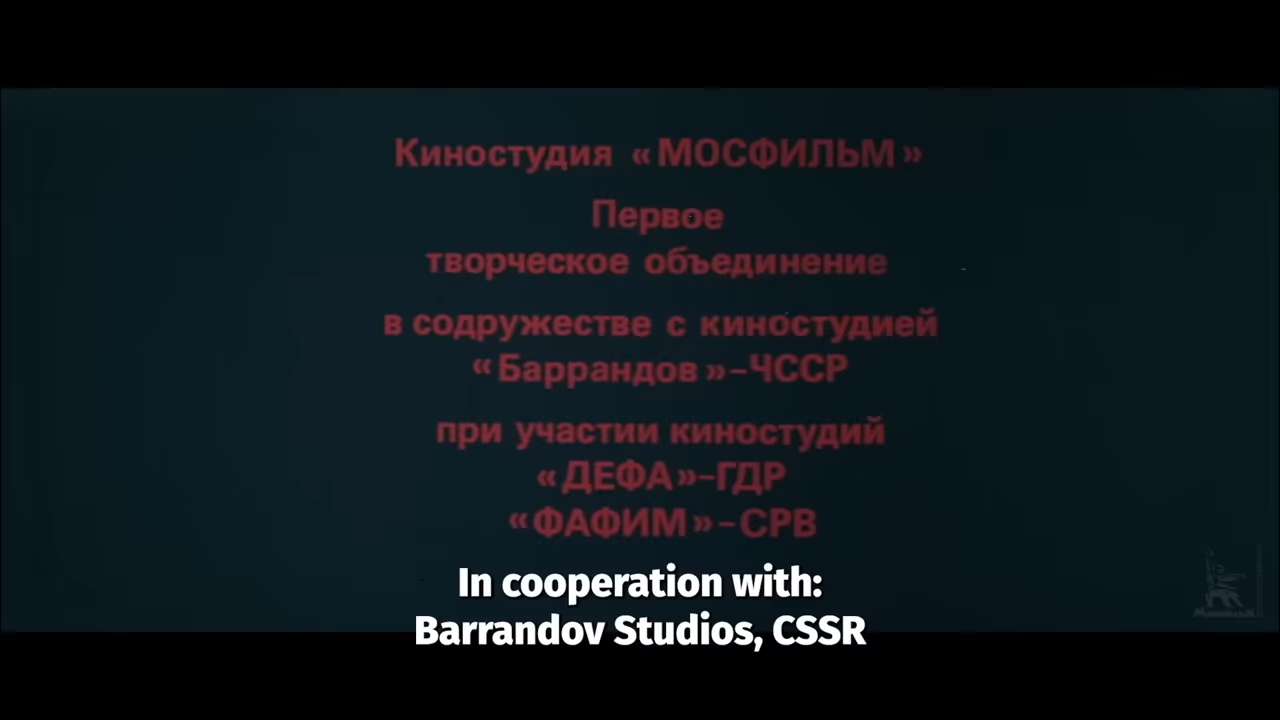 Киностудия «МОСФИЛЬМ»
Первое
творческое объединение
в содружестве с киностудией
«Баррандов»–ЧССР
при участии киностудий
«ДЕФА»–ГДР
«ФАФИМ»–СРВ
In cooperation with:
Barrandov Studios, CSSR